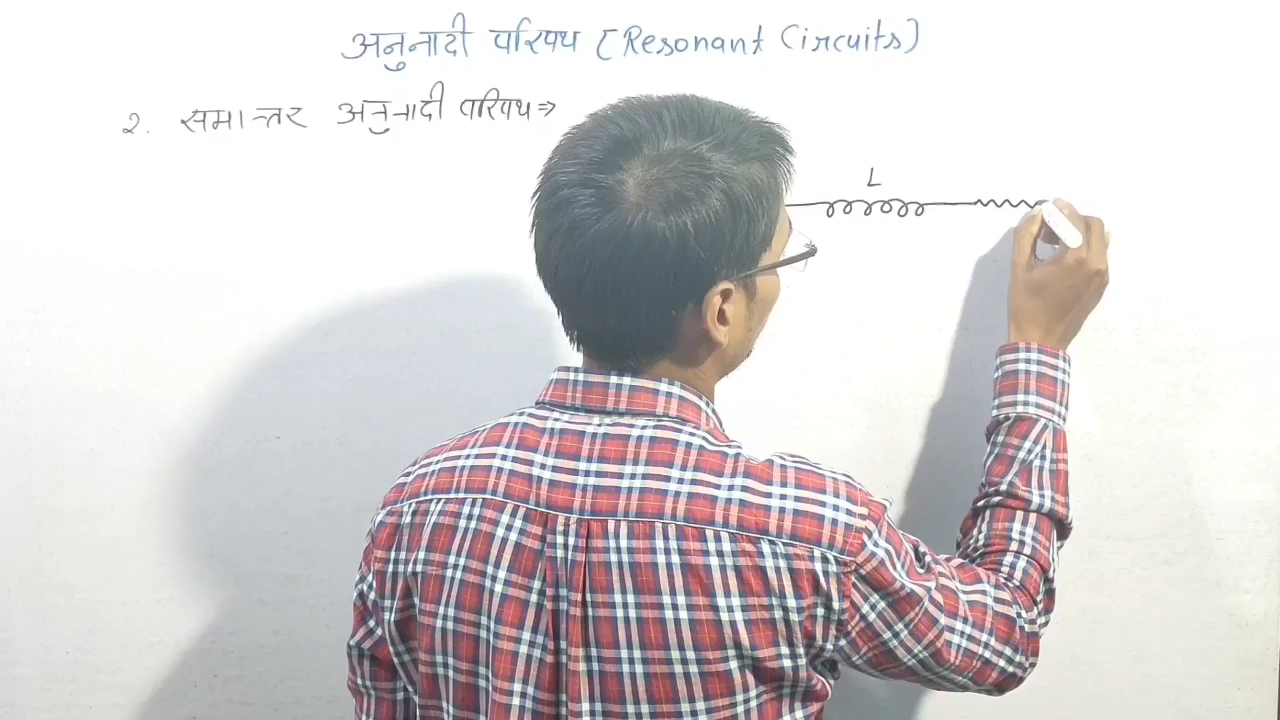 अनुनादी परिपथ (Resonant Circuits)
२. समान्तर अनुनादी परिपथ ⇒
L